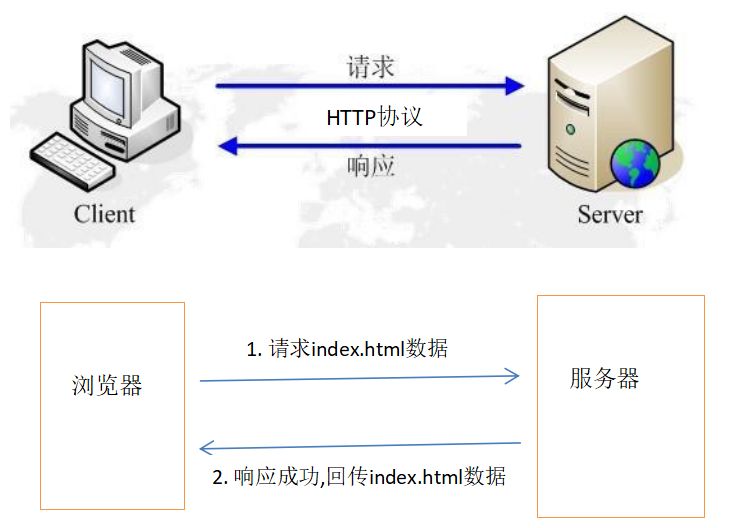 请求
HTTP协议
响应
Client
Server
1. 请求index.html数据
浏览器
服务器
2. 响应成功,回传index.html数据